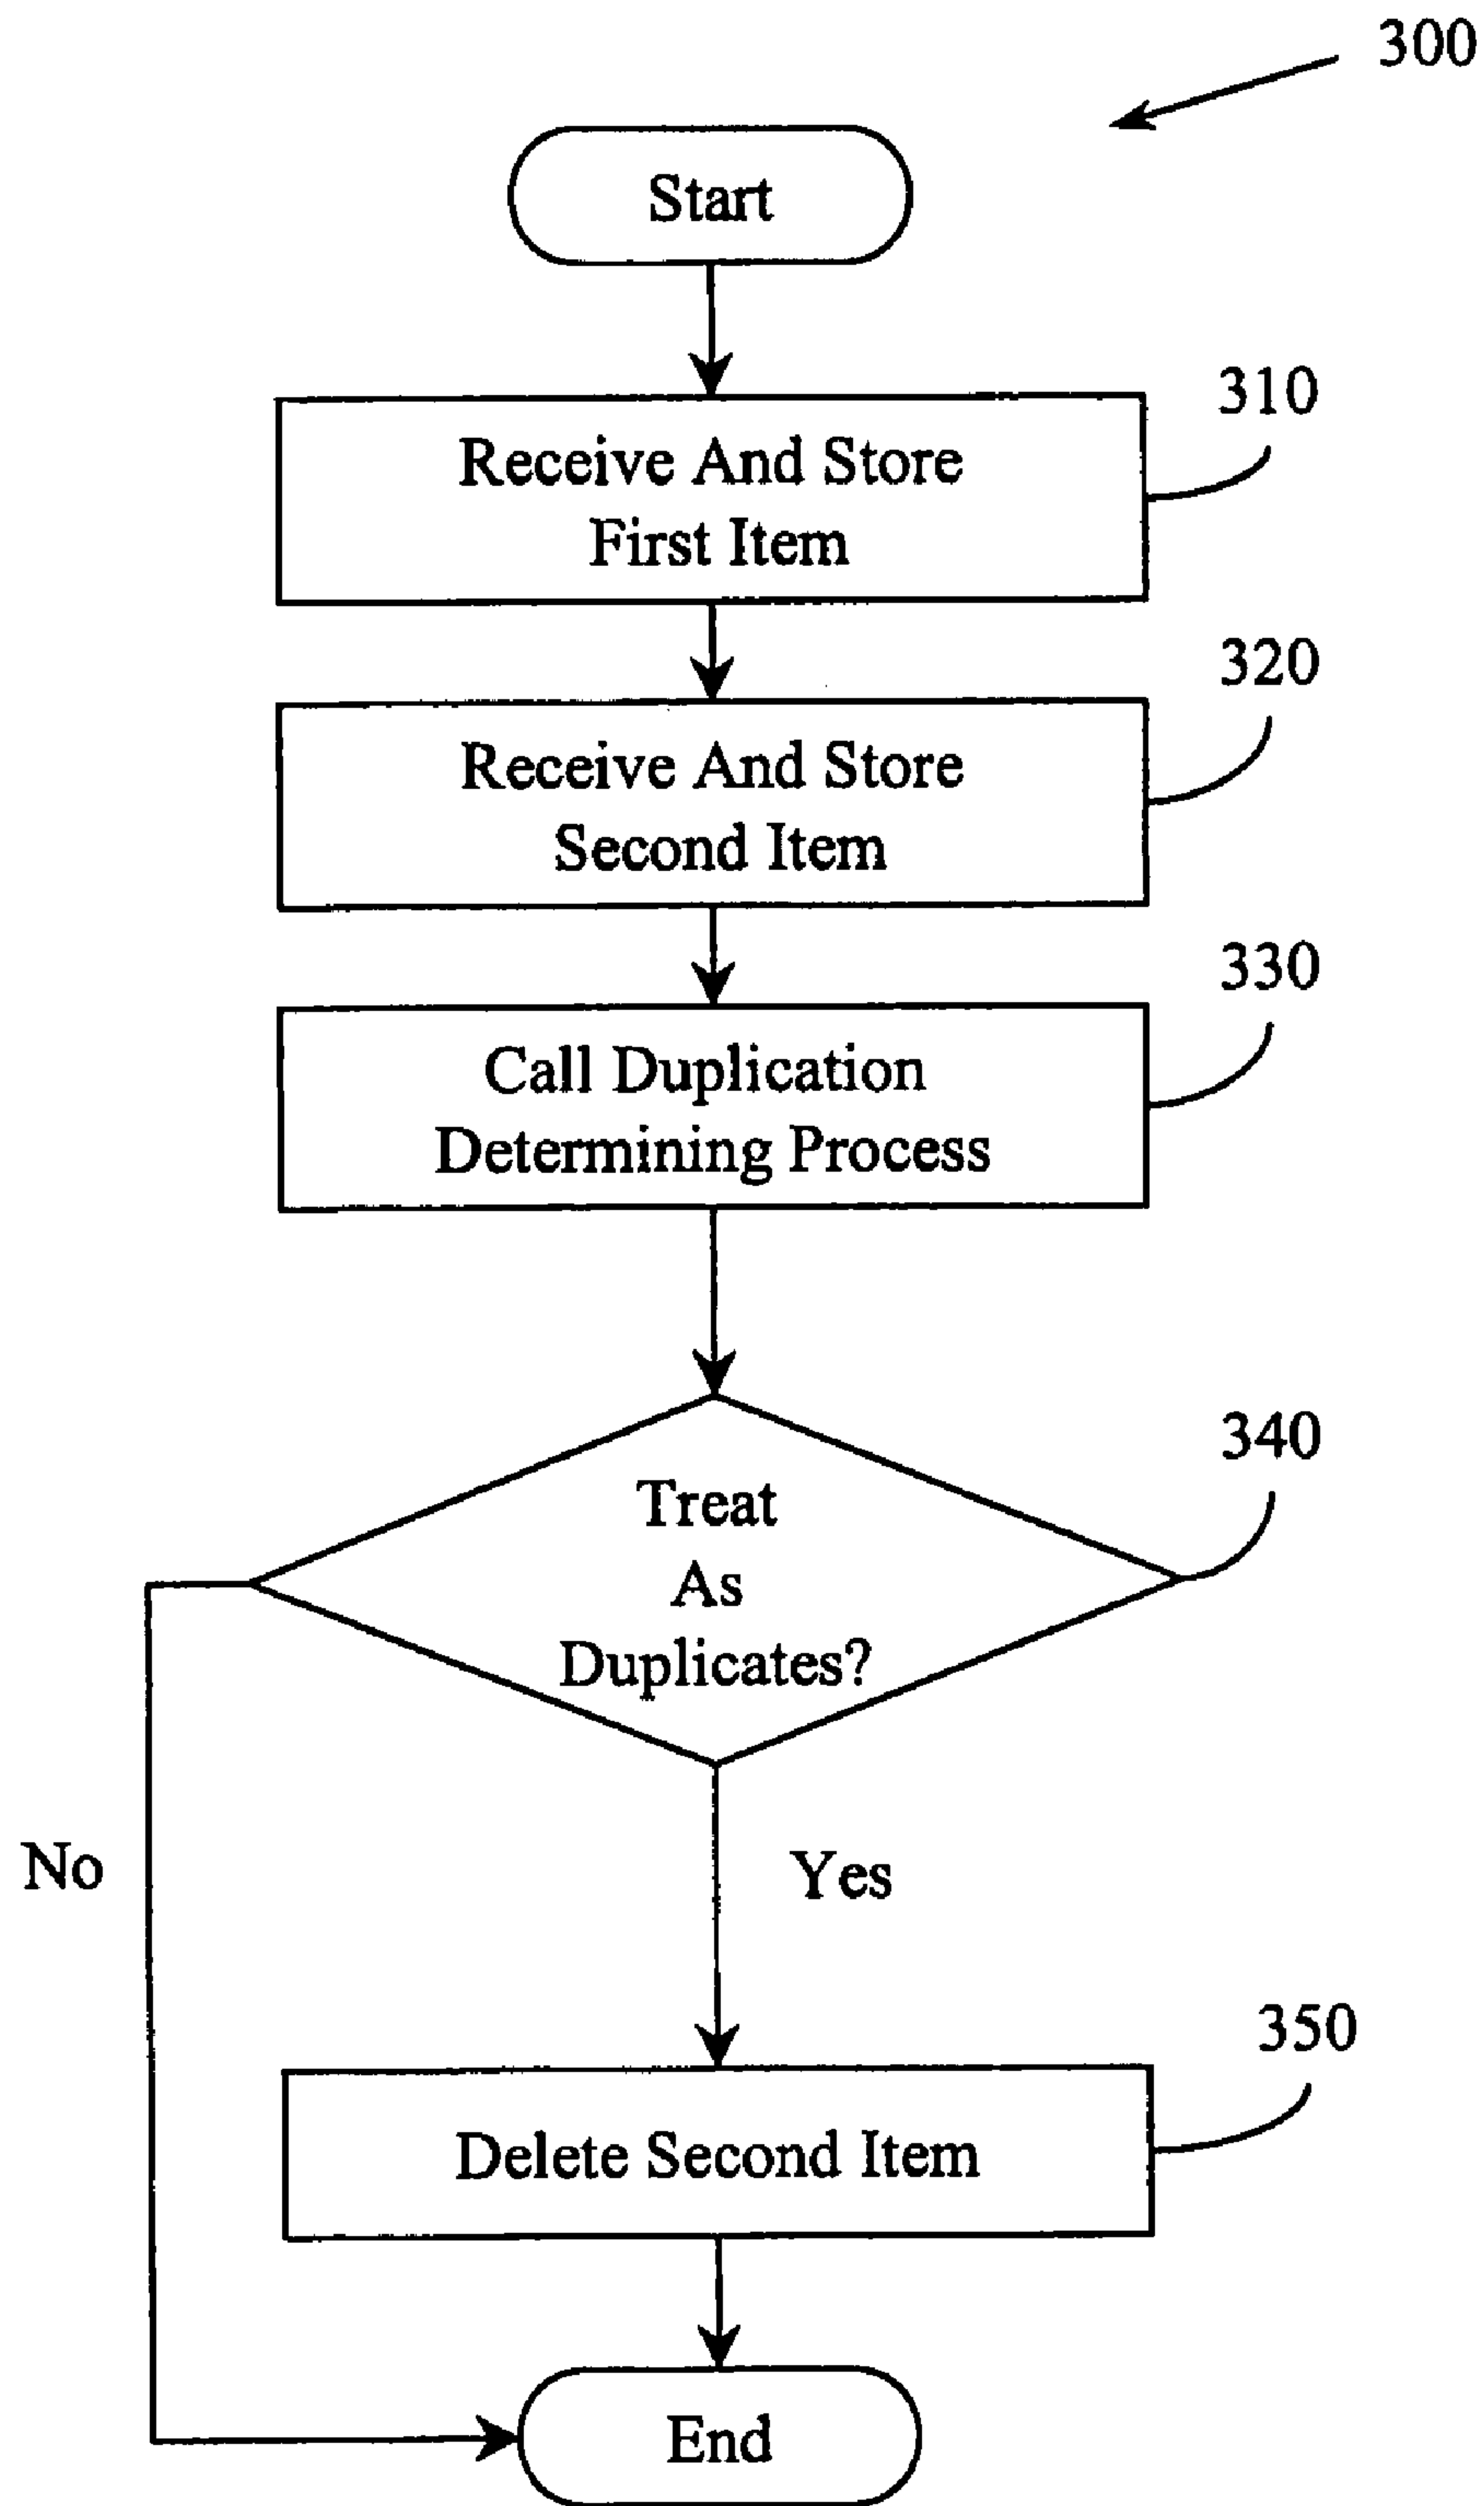 300
Start
310
Receive And Store
First Item
320
Receive And Store
Second Item
330
Call Duplication
Determining Process
340
Treat
As
Duplicates?
No
Yes
350
Delete Second Item
End